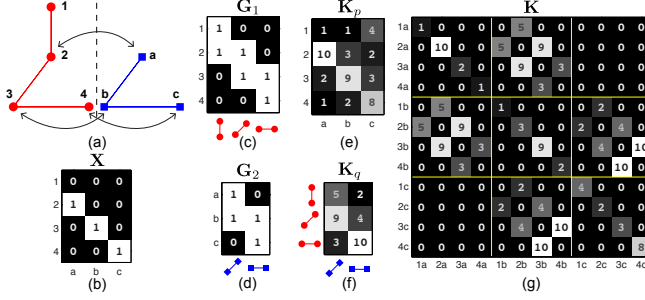 1
2
3
4
a
b
c
(a)
X
1 0 0 0
2 1 0 0
3 0 1 0
4 0 0 1
a b c
(b)
G1
1 1 0 0
2 1 1 0
3 0 1 1
4 0 0 1
(c)
G2
a 1 0
b 1 1
c 0 1
(d)
Kp
1 1 1 4
2 10 3 2
3 2 9 3
4 1 2 8
a b c
(e)
Kq
5 2
9 4
3 10
(f)
K
1a 1 0 0 0 0 5 0 0 0 0 0 0
2a 0 10 0 0 5 0 9 0 0 0 0 0
3a 0 0 2 0 0 9 0 3 0 0 0 0
4a 0 0 0 1 0 0 3 0 0 0 0 0
1b 0 5 0 0 1 0 0 0 0 2 0 0
2b 5 0 9 0 0 3 0 0 2 0 4 0
3b 0 9 0 3 0 0 9 0 0 4 0 10
4b 0 0 3 0 0 0 0 2 0 0 10 0
1c 0 0 0 0 0 2 0 0 4 0 0 0
2c 0 0 0 0 2 0 4 0 0 2 0 0
3c 0 0 0 0 0 4 0 10 0 0 3 0
4c 0 0 0 0 0 0 10 0 0 0 0 8
1a 2a 3a 4a 1b 2b 3b 4b 1c 2c 3c 4c
(g)